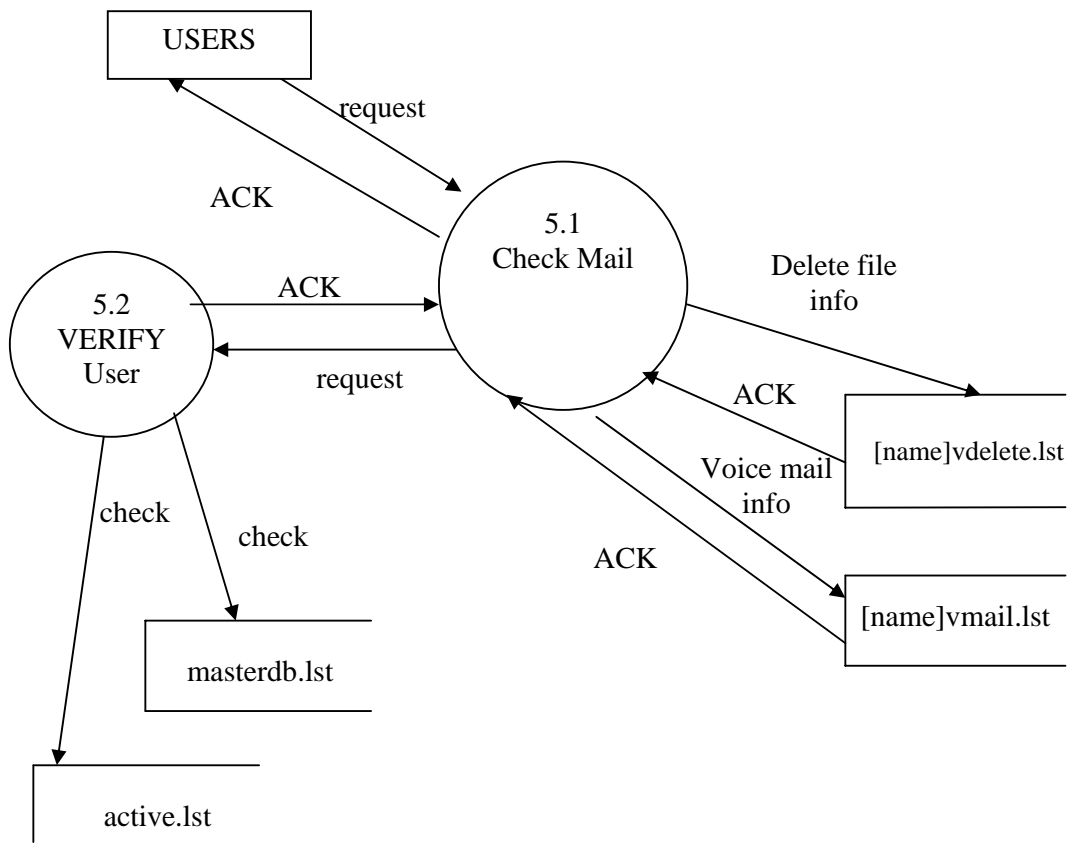 USERS
request
ACK
5.1
Check Mail
Delete file
info
5.2
VERIFY
User
ACK
request
ACK
[name]vdelete.lst
Voice mail
info
check
check
ACK
[name]vmail.lst
masterdb.lst
active.lst